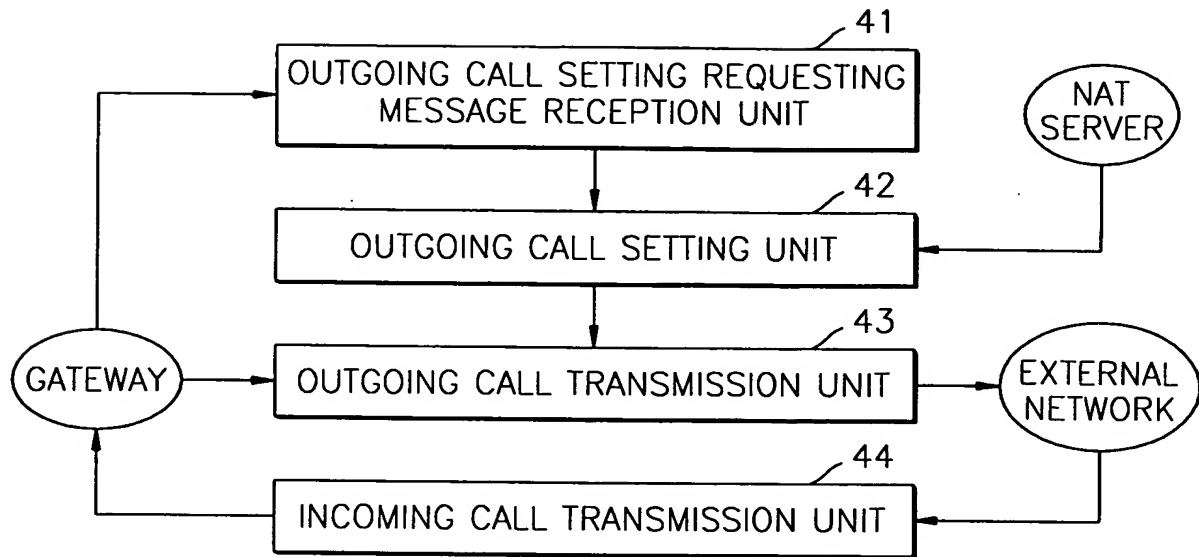 41
OUTGOING CALL SETTING REQUESTING
MESSAGE RECEPTION UNIT
NAT
SERVER
42
OUTGOING CALL SETTING UNIT
43
GATEWAY
OUTGOING CALL TRANSMISSION UNIT
EXTERNAL
NETWORK
44
INCOMING CALL TRANSMISSION UNIT